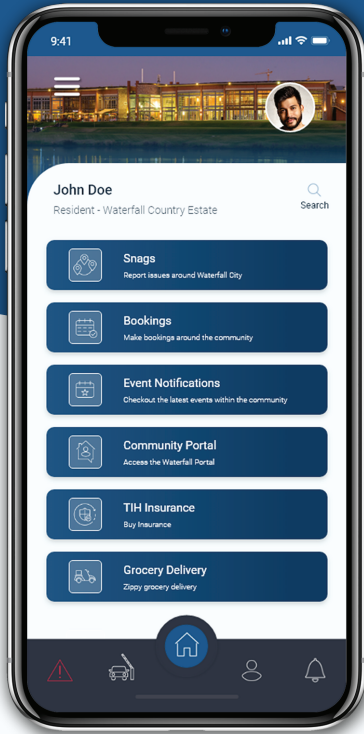 9:41
John Doe
Resident - Waterfall Country Estate
Search
Snags
Report issues around Waterfall City
Bookings
Make bookings around the community
Event Notifications
Checkout the latest events within the community
Community Portal
Access the Waterfall Portal
TIH Insurance
Buy Insurance
Grocery Delivery
Zippy grocery delivery